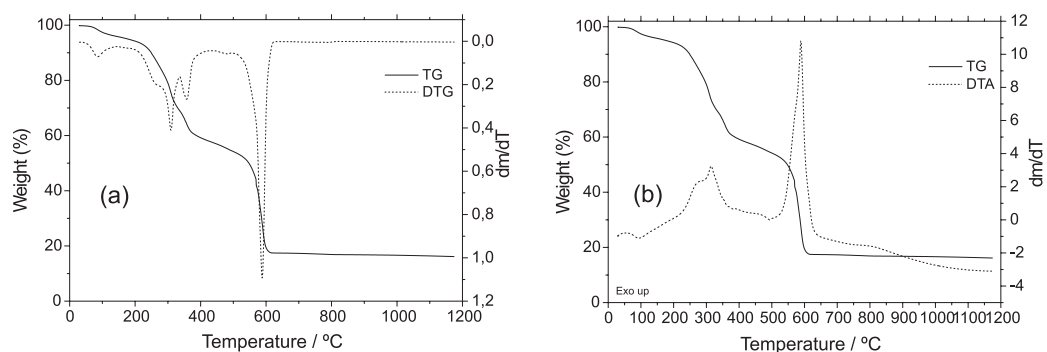 100
80
60
40
20
0
Weight (%)
0,0
0,2
0,4
0,6
0,8
1,0
1,2
dm/dT
TG
DTG
(a)
0 200 400 600 800 1000 1200
Temperature / ºC
100
80
60
40
20
0
Weight (%)
12
10
8
6
4
2
0
-2
-4
dm/dT
TG
DTA
(b)
Exo up
0 100 200 300 400 500 600 700 800 900 1000 1100 1200
Temperature / ºC